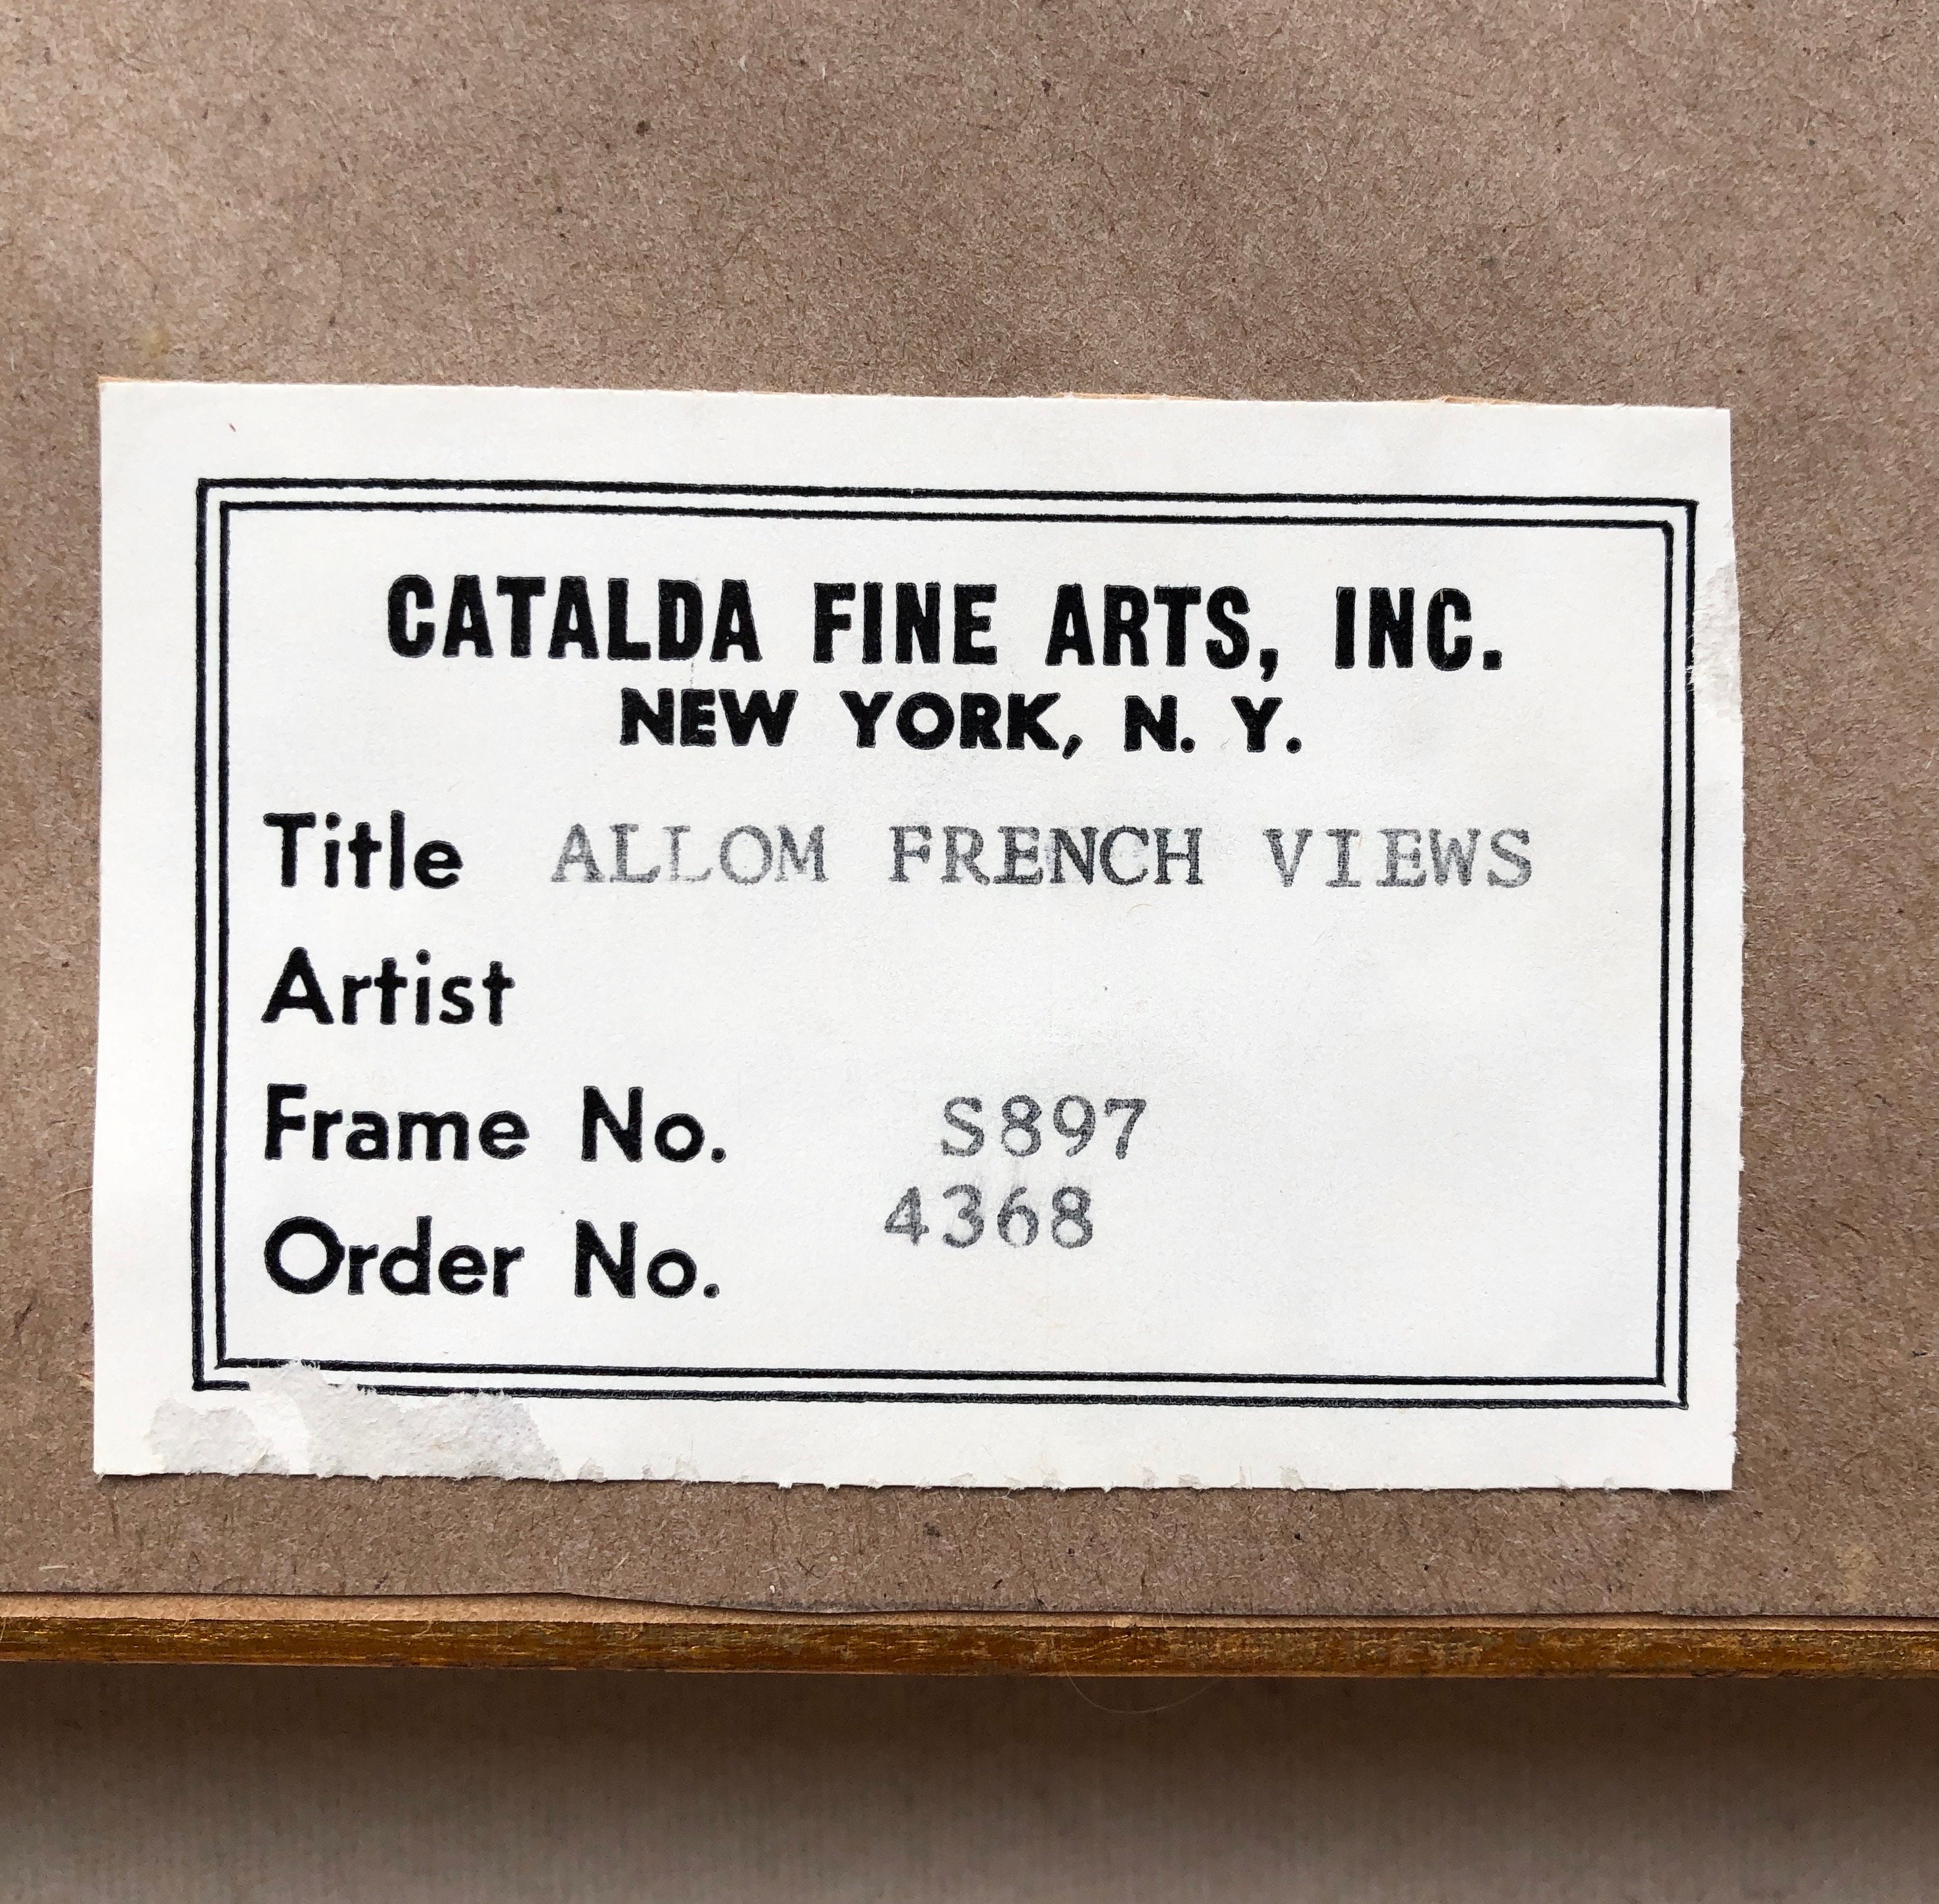 CATALDA FINE ARTS, INC.
NEW YORK, N. Y.
Title ALLOM FRENCH VIEWS
Artist
Frame No. S897
Order No. 4368